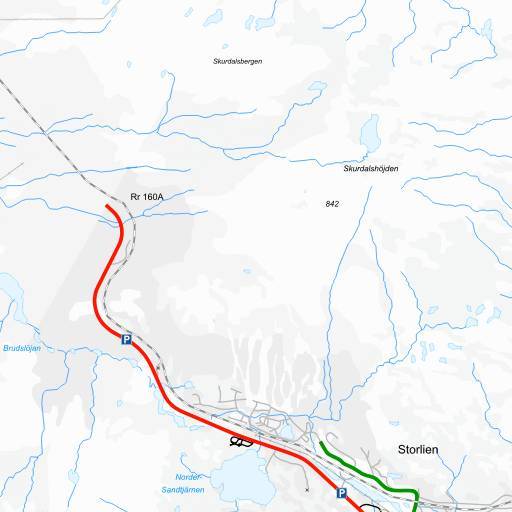 Skurdalsbergen
Skurdalshöjden
Rr 160A
842
P
Brudslöjan
Storlien
Norder-
Sandtjärnen
P